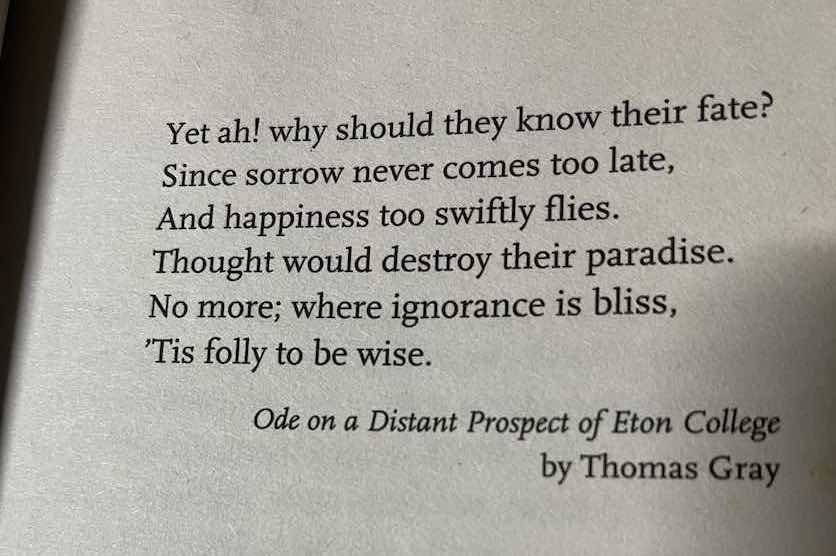 Yet ah! why should they know their fate?
Since sorrow never comes too late,
And happiness too swiftly flies.
Thought would destroy their paradise.
No more; where ignorance is bliss,
’Tis folly to be wise.
Ode on a Distant Prospect of Eton College
by Thomas Gray